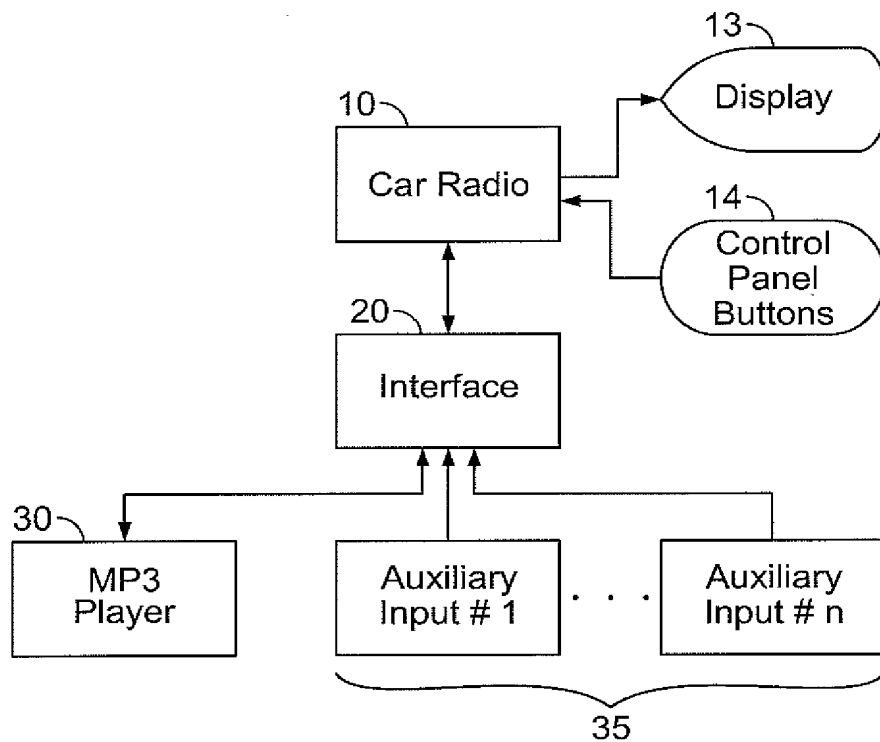 13
Display
10
Car Radio
14
Control
Panel
Buttons
20
Interface
30
MP3
Player
Auxiliary
Input # 1
. . .
Auxiliary
Input # n
35